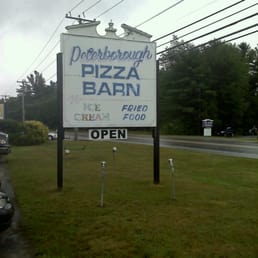 Peterborough
PIZZA
BARN
ICE CREAM
FRIED FOOD
OPEN